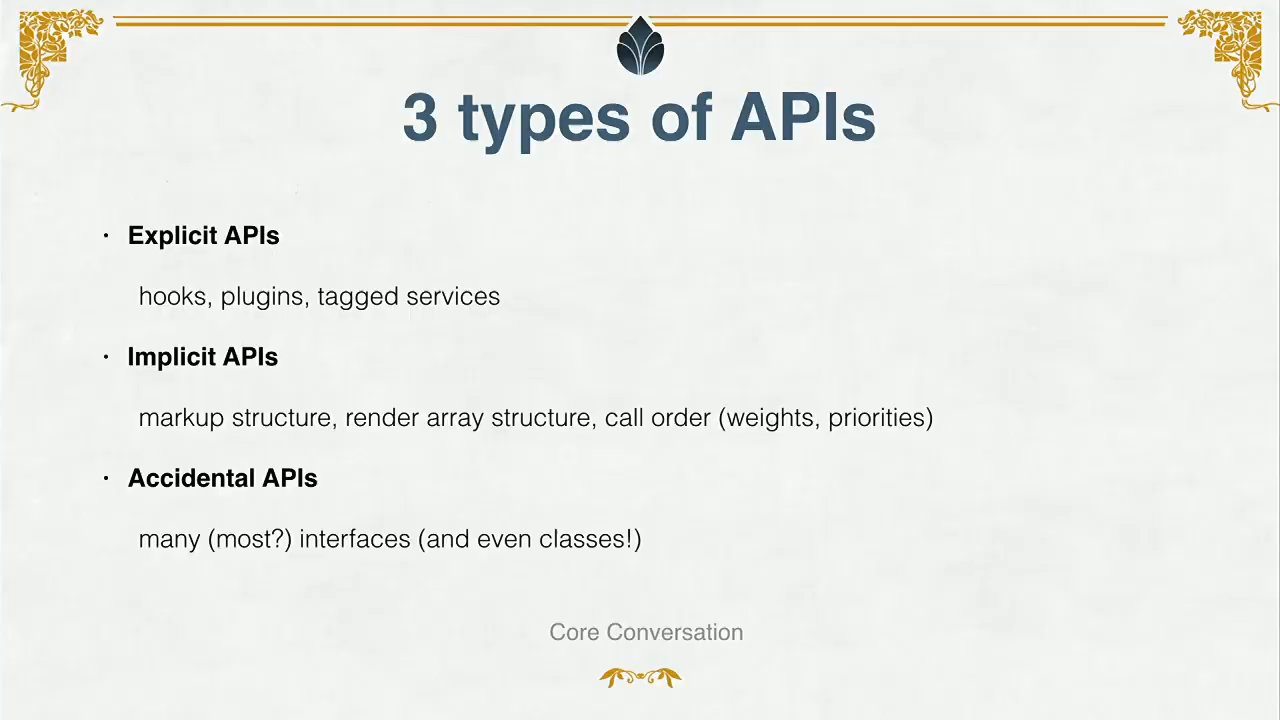 3 types of APIs
· Explicit APIs
hooks, plugins, tagged services
· Implicit APIs
markup structure, render array structure, call order (weights, priorities)
· Accidental APIs
many (most?) interfaces (and even classes!)
Core Conversation